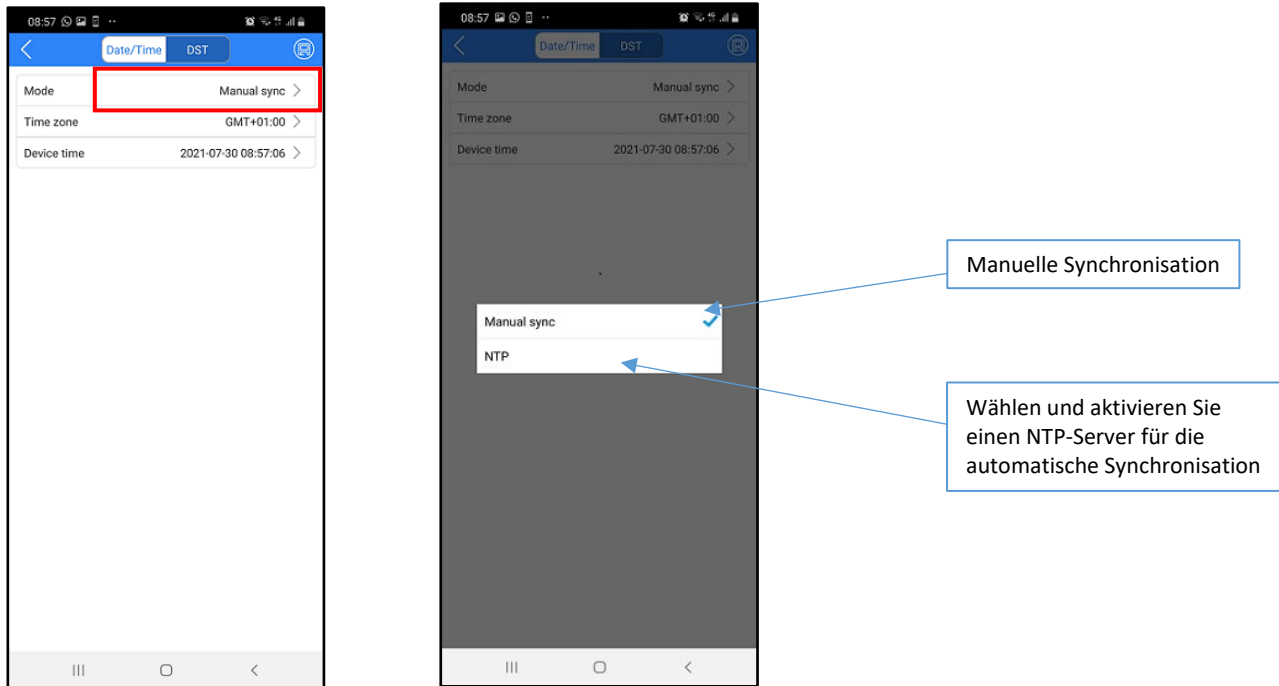 08:57
Date/Time DST
Mode Manual sync
Time zone GMT+01:00
Device time 2021-07-30 08:57:06
08:57
Date/Time DST
Mode Manual sync
Time zone GMT+01:00
Device time 2021-07-30 08:57:06
Manual sync
NTP
Manuelle Synchronisation
Wählen und aktivieren Sie
einen NTP-Server für die
automatische Synchronisation